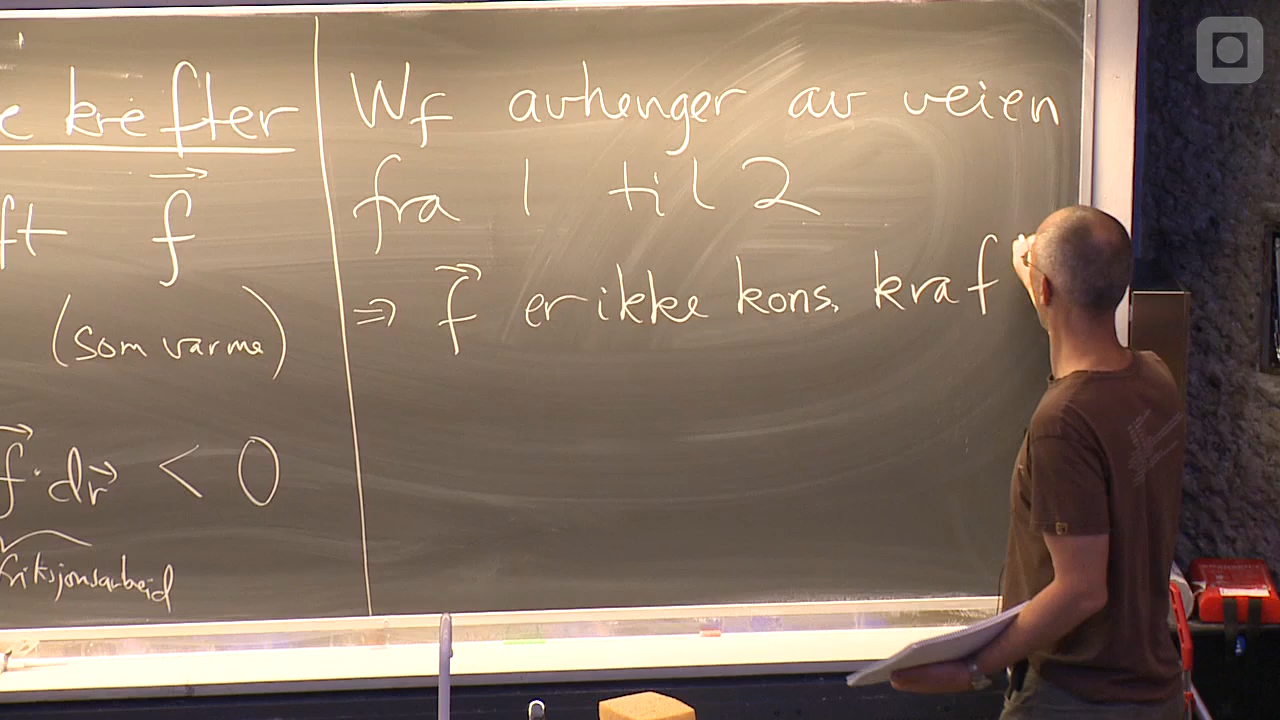 e krefter
ft f⃗
(som varme)
f⃗ · dr⃗ < 0
friksjonsarbeid
Wf avhenger av veien
fra 1 til 2
⇒ f⃗ er ikke kons. kraf